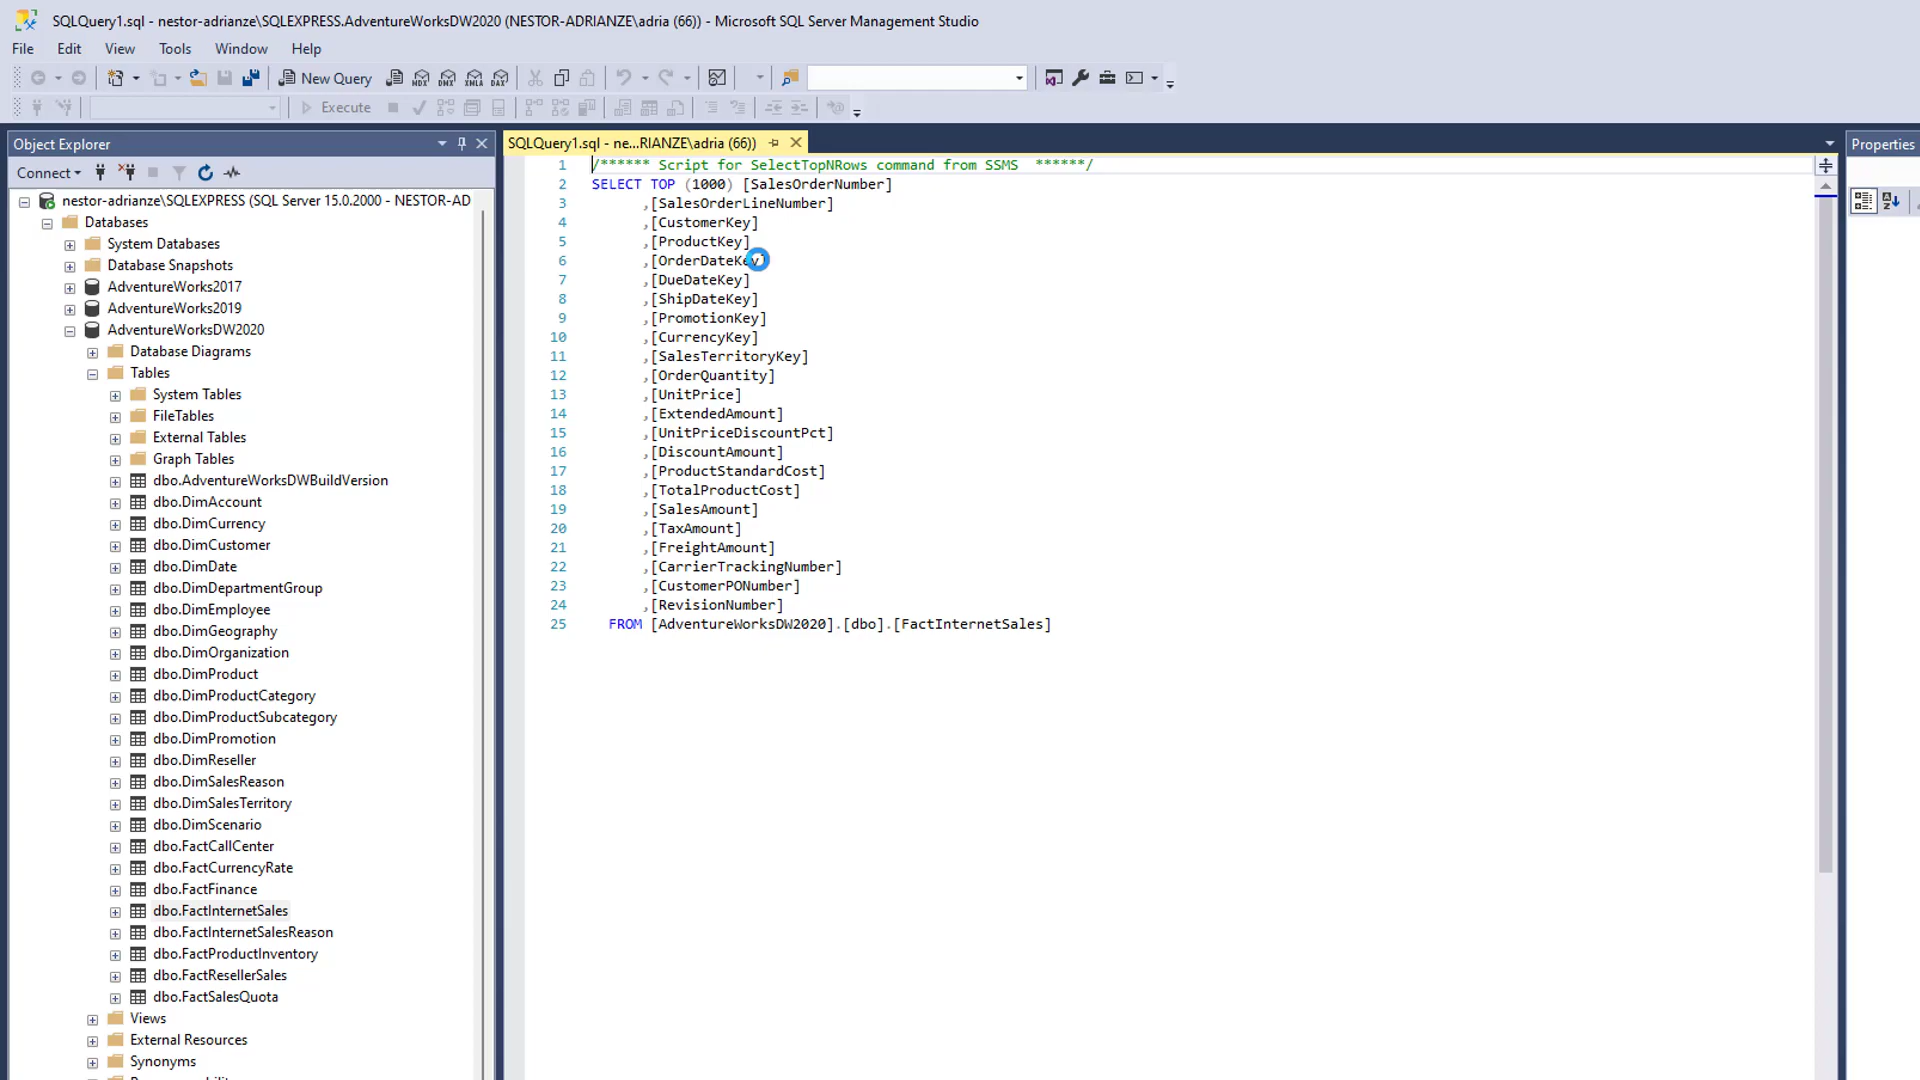 SQLQuery1.sql - nestor-adrianze\SQLEXPRESS.AdventureWorksDW2020 (NESTOR-ADRIANZE\adria (66)) - Microsoft SQL Server Management Studio
File Edit View Tools Window Help
New Query MDX DMX XMLA DAX
Execute
Object Explorer
Connect
nestor-adrianze\SQLEXPRESS (SQL Server 15.0.2000 - NESTOR-AD
Databases
System Databases
Database Snapshots
AdventureWorks2017
AdventureWorks2019
AdventureWorksDW2020
Database Diagrams
Tables
System Tables
FileTables
External Tables
Graph Tables
dbo.AdventureWorksDWBuildVersion
dbo.DimAccount
dbo.DimCurrency
dbo.DimCustomer
dbo.DimDate
dbo.DimDepartmentGroup
dbo.DimEmployee
dbo.DimGeography
dbo.DimOrganization
dbo.DimProduct
dbo.DimProductCategory
dbo.DimProductSubcategory
dbo.DimPromotion
dbo.DimReseller
dbo.DimSalesReason
dbo.DimSalesTerritory
dbo.DimScenario
dbo.FactCallCenter
dbo.FactCurrencyRate
dbo.FactFinance
dbo.FactInternetSales
dbo.FactInternetSalesReason
dbo.FactProductInventory
dbo.FactResellerSales
dbo.FactSalesQuota
Views
External Resources
Synonyms
SQLQuery1.sql - ne...RIANZE\adria (66))
1 /****** Script for SelectTopNRows command from SSMS ******/
2 SELECT TOP (1000) [SalesOrderNumber]
3 ,[SalesOrderLineNumber]
4 ,[CustomerKey]
5 ,[ProductKey]
6 ,[OrderDateKey]
7 ,[DueDateKey]
8 ,[ShipDateKey]
9 ,[PromotionKey]
10 ,[CurrencyKey]
11 ,[SalesTerritoryKey]
12 ,[OrderQuantity]
13 ,[UnitPrice]
14 ,[ExtendedAmount]
15 ,[UnitPriceDiscountPct]
16 ,[DiscountAmount]
17 ,[ProductStandardCost]
18 ,[TotalProductCost]
19 ,[SalesAmount]
20 ,[TaxAmount]
21 ,[FreightAmount]
22 ,[CarrierTrackingNumber]
23 ,[CustomerPONumber]
24 ,[RevisionNumber]
25 FROM [AdventureWorksDW2020].[dbo].[FactInternetSales]
Properties